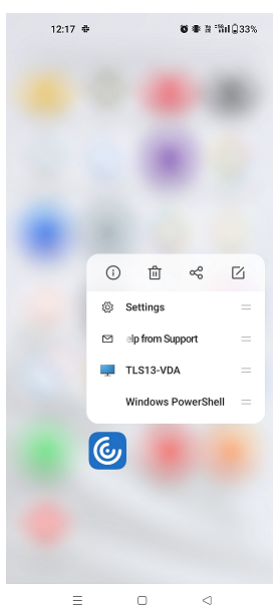 12:17 33%
Settings
elp from Support
TLS13-VDA
Windows PowerShell